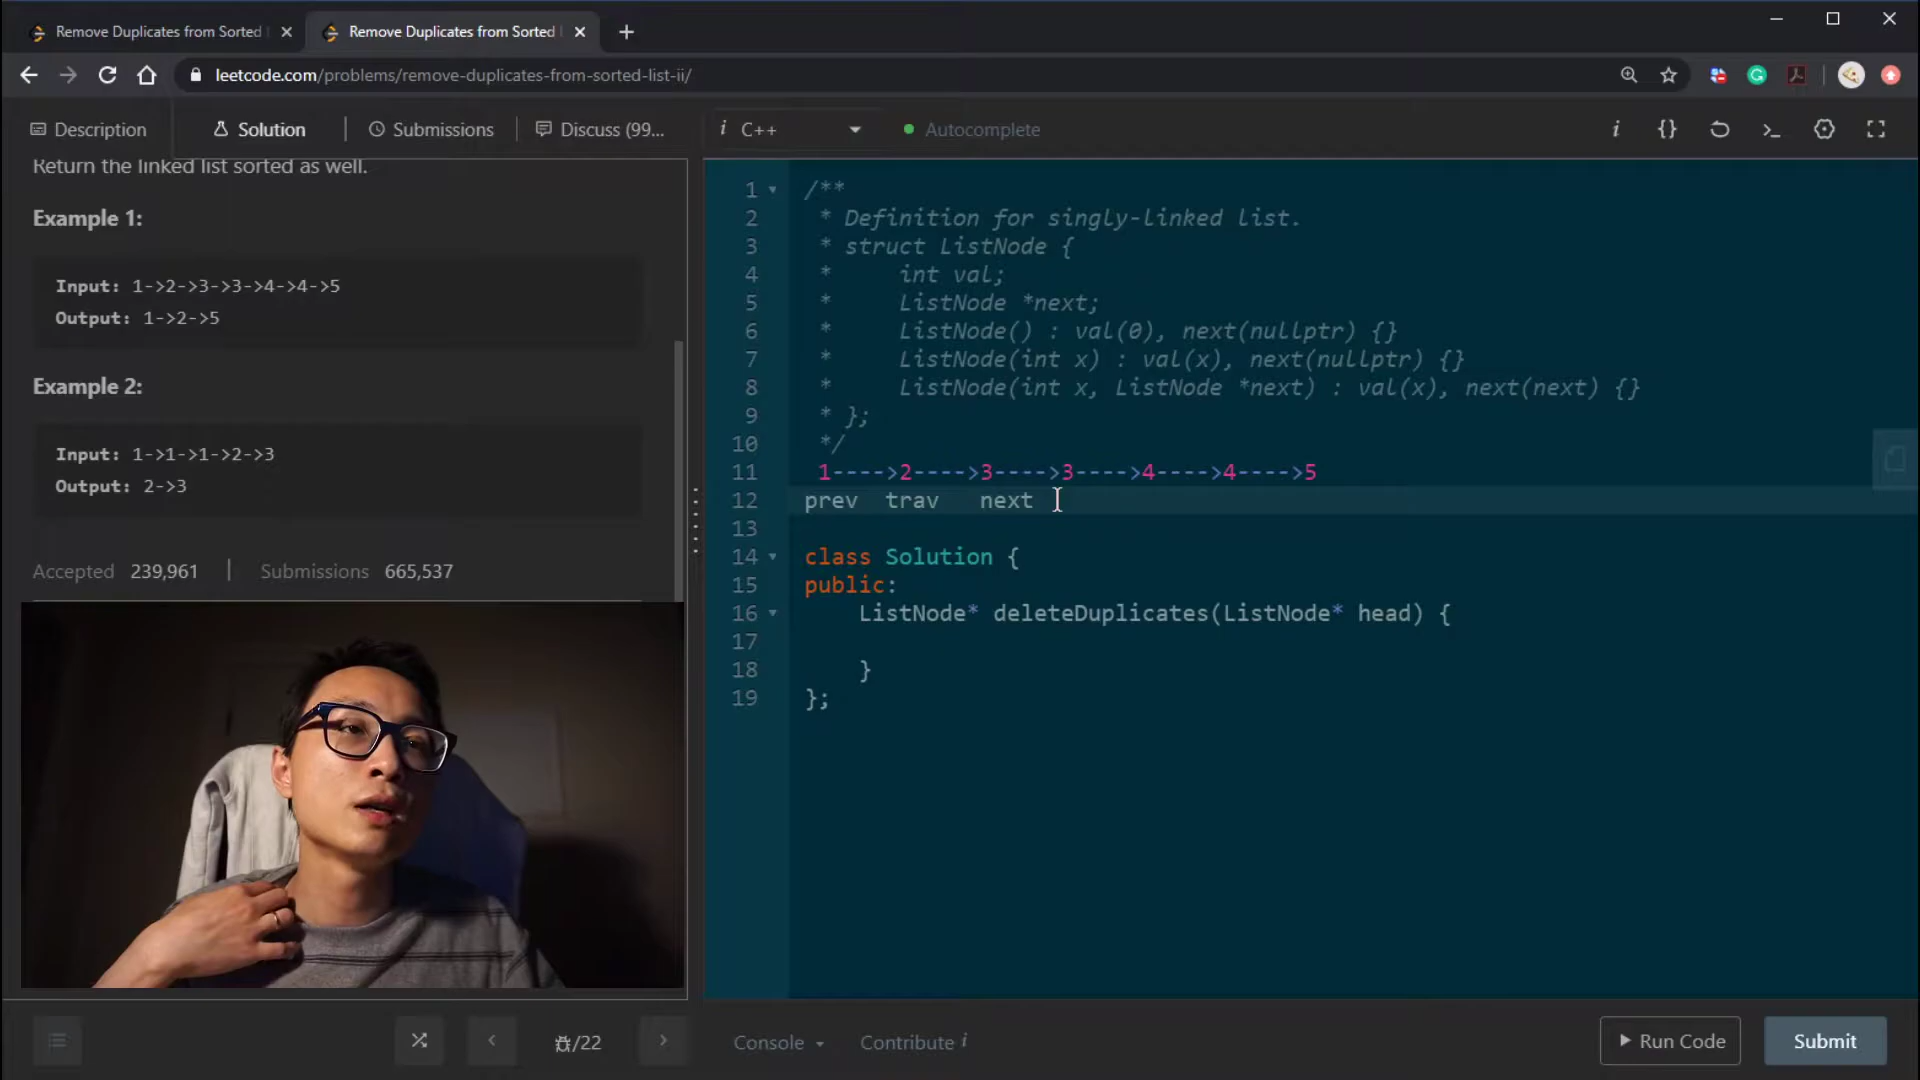 Remove Duplicates from Sorted
Remove Duplicates from Sorted
leetcode.com/problems/remove-duplicates-from-sorted-list-ii/
Description
Solution
Submissions
Discuss (99...
i C++
Autocomplete
Return the linked list sorted as well.
Example 1:
Input: 1->2->3->3->4->4->5
Output: 1->2->5
Example 2:
Input: 1->1->1->2->3
Output: 2->3
Accepted 239,961
Submissions 665,537
1 /**
2  * Definition for singly-linked list.
3  * struct ListNode {
4  *     int val;
5  *     ListNode *next;
6  *     ListNode() : val(0), next(nullptr) {}
7  *     ListNode(int x) : val(x), next(nullptr) {}
8  *     ListNode(int x, ListNode *next) : val(x), next(next) {}
9  * };
10  */
11  1---->2---->3---->3---->4---->4---->5
12 prev  trav   next
13
14 class Solution {
15 public:
16     ListNode* deleteDuplicates(ListNode* head) {
17
18     }
19 };
/22
Console
Contribute i
Run Code
Submit